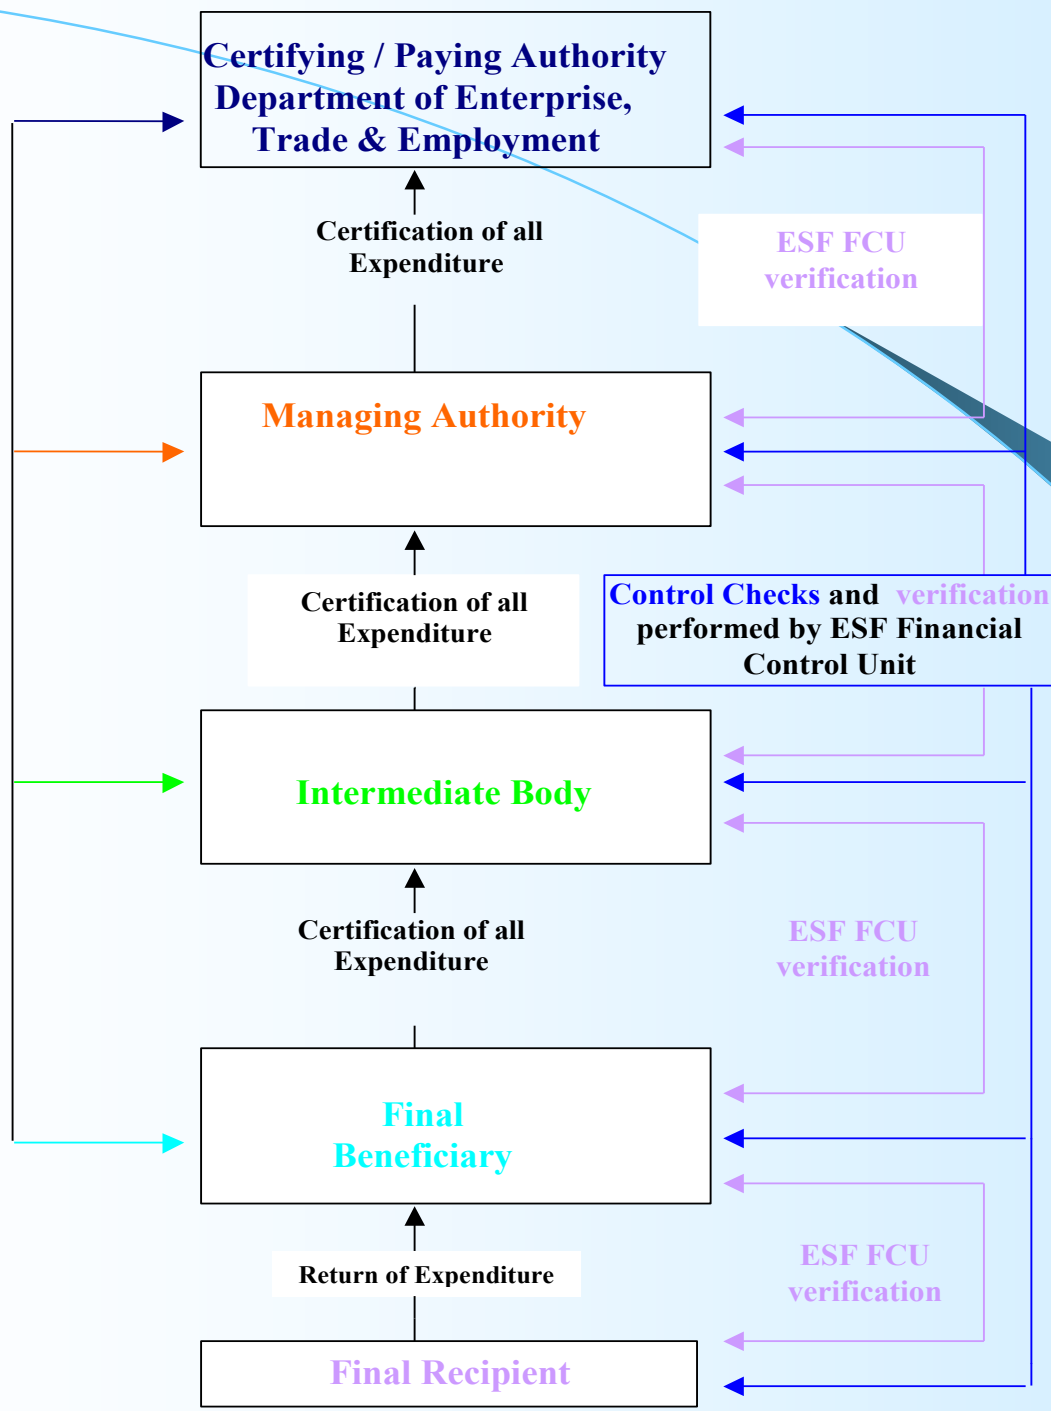 Certifying / Paying Authority
Department of Enterprise,
Trade & Employment
Certification of all
Expenditure
ESF FCU
verification
Managing Authority
Certification of all
Expenditure
Control Checks and verification
performed by ESF Financial
Control Unit
Intermediate Body
Certification of all
Expenditure
ESF FCU
verification
Final
Beneficiary
Return of Expenditure
ESF FCU
verification
Final Recipient